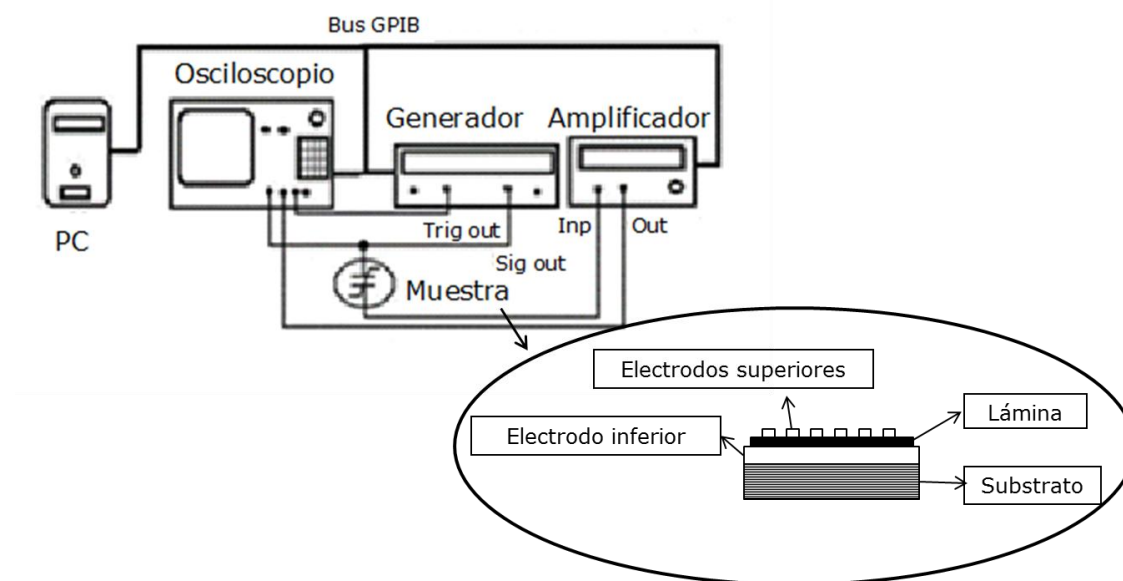 Bus GPIB
Osciloscopio
Generador
Amplificador
PC
Trig out
Inp
Out
Sig out
Muestra
Electrodos superiores
Lámina
Electrodo inferior
Substrato